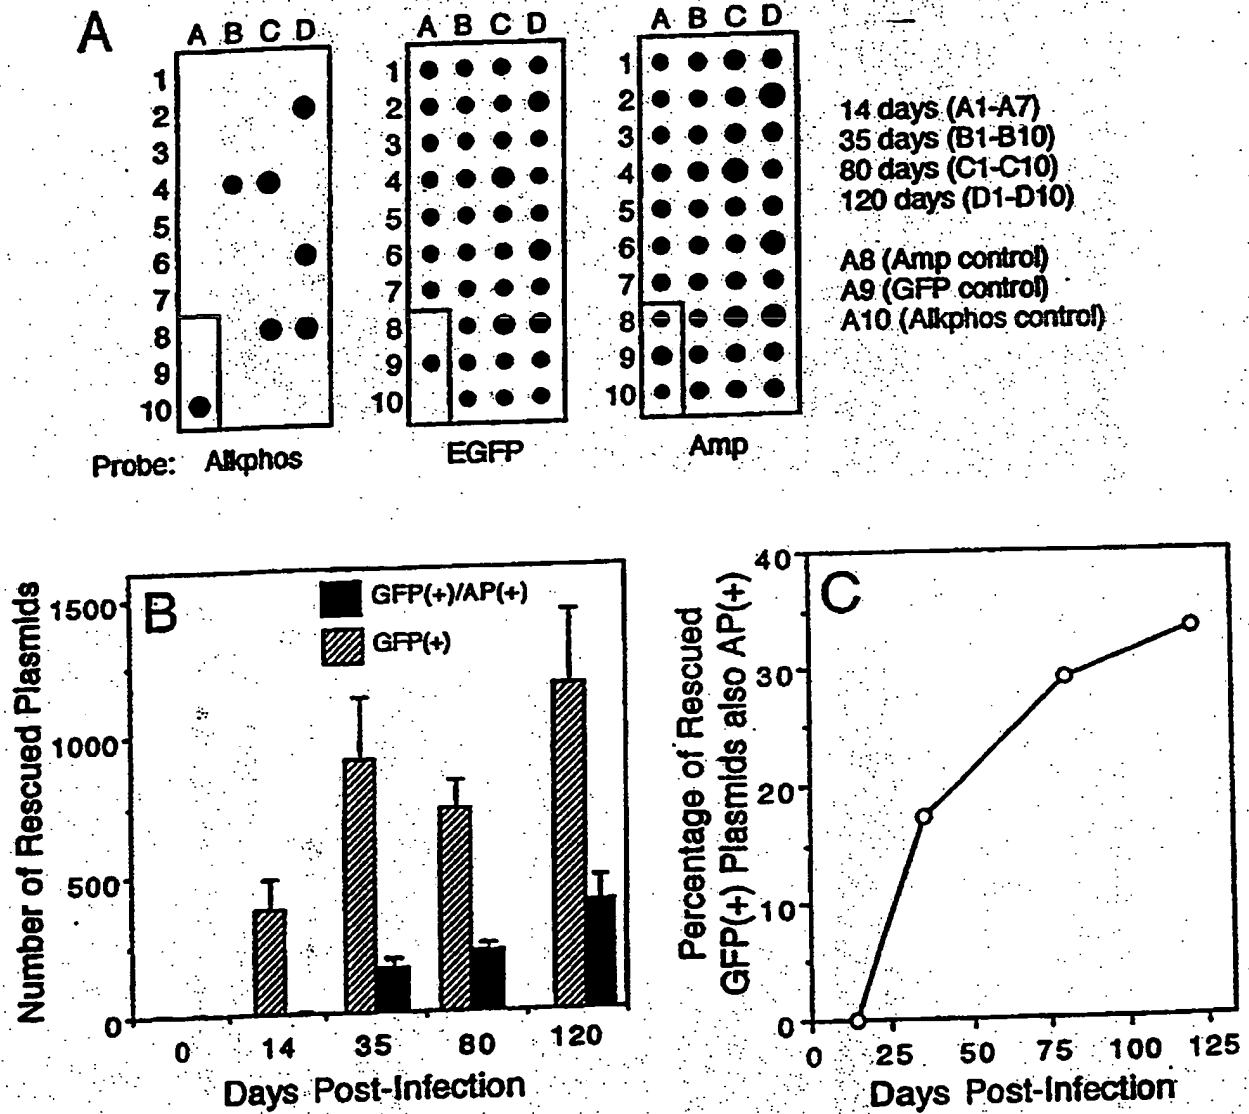 A
A B C D
1
2
3
4
5
6
7
8
9
10
Probe: Alkphos
A B C D
1
2
3
4
5
6
7
8
9
10
EGFP
A B C D
1
2
3
4
5
6
7
8
9
10
Amp
14 days (A1-A7)
35 days (B1-B10)
80 days (C1-C10)
120 days (D1-D10)
A8 (Amp control)
A9 (GFP control)
A10 (Alkphos control)
B
GFP(+)/AP(+)
GFP(+)
Number of Rescued Plasmids
1500
1000
500
0
0 14 35 80 120
Days Post-Infection
C
Percentage of Rescued
GFP(+) Plasmids also AP(+)
40
30
20
10
0
0 25 50 75 100 125
Days Post-Infection